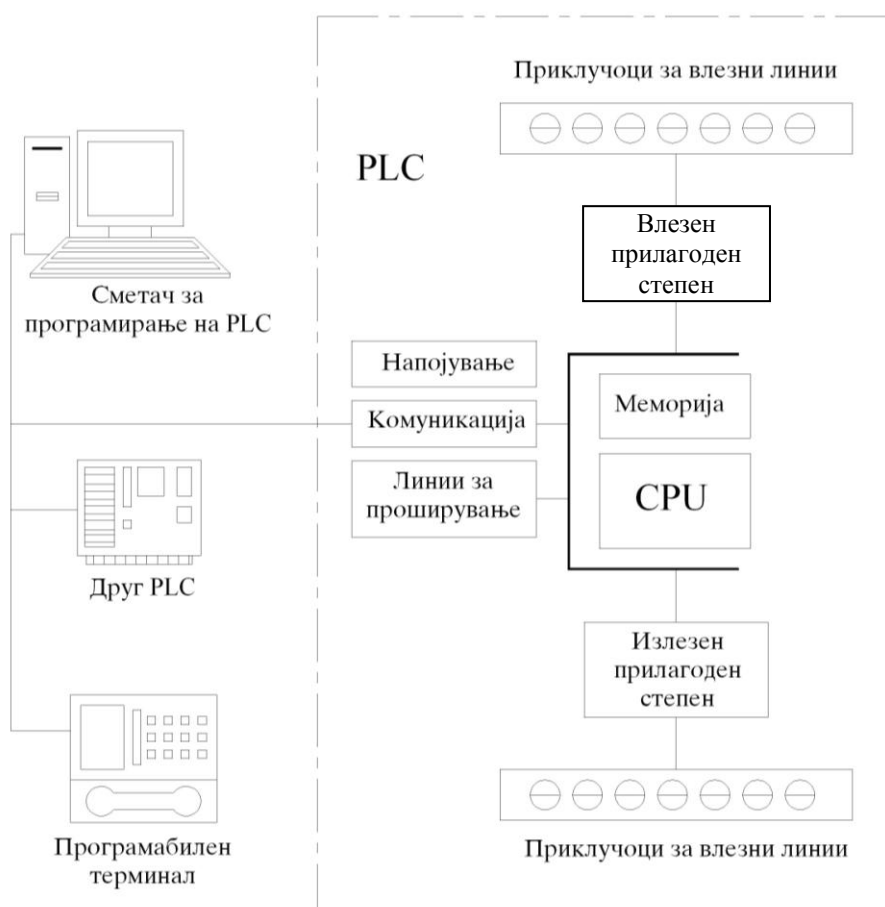 Приклучоци за влезни линии
PLC
Влезен
прилагоден
степен
Сметач за
програмирање на PLC
Напојување
Комуникација
Линии за
проширување
Меморија
CPU
Друг PLC
Излезен
прилагоден
степен
Програмабилен
терминал
Приклучоци за влезни линии